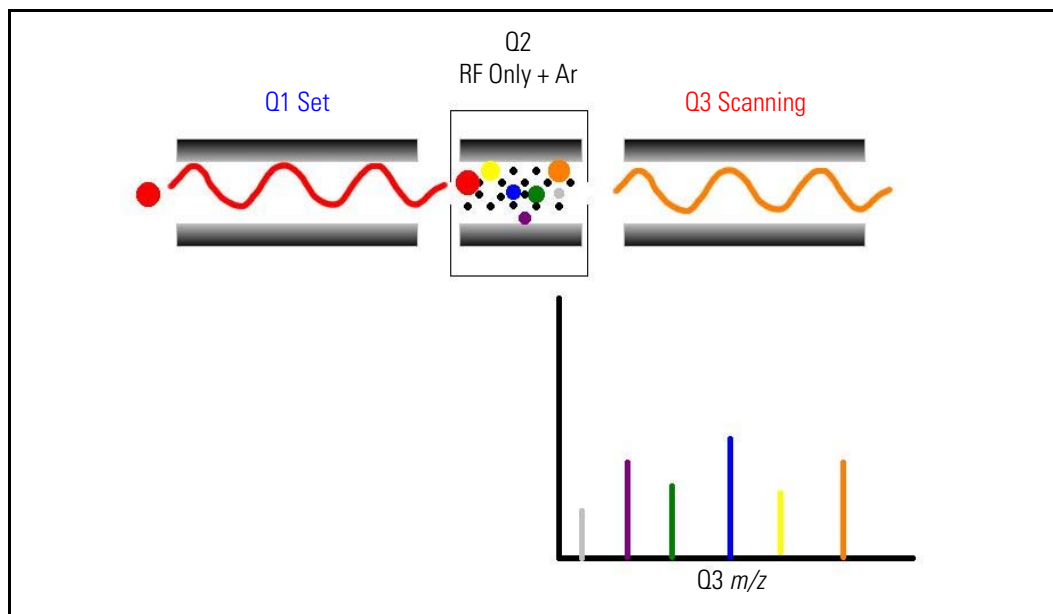 Q2
RF Only + Ar
Q1 Set
Q3 Scanning
Q3 m/z